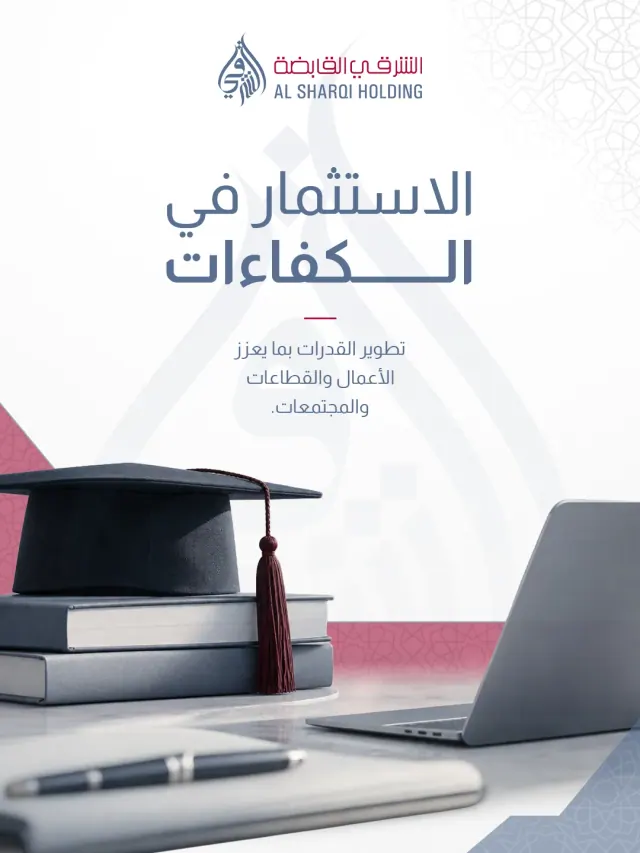 الشرقي القابضة
AL SHARQI HOLDING
الاستثمار في
الكفاءات
تطوير القدرات بما يعزز
الأعمال والقطاعات
والمجتمعات.